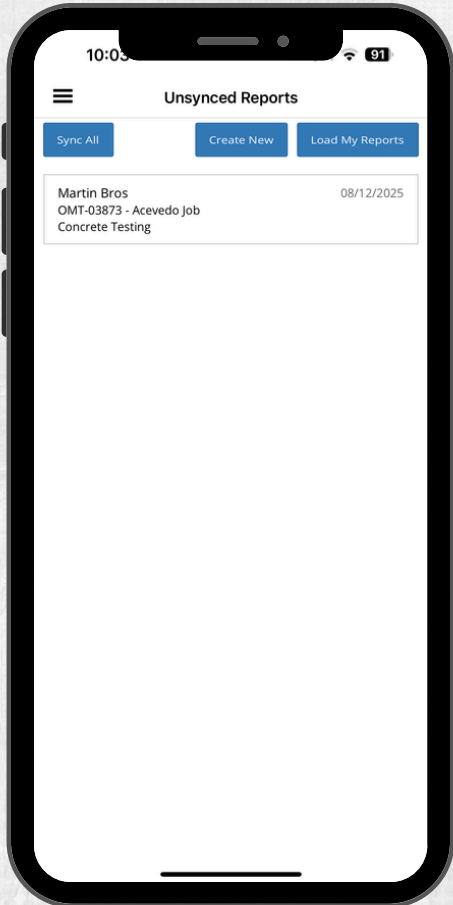 10:03
91
Unsynced Reports
Sync All
Create New
Load My Reports
Martin Bros
08/12/2025
OMT-03873 - Acevedo Job
Concrete Testing